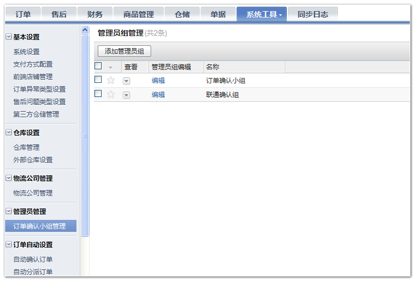 订单 售后 财务 商品管理 仓储 单据 系统工具 同步日志
基本设置
系统设置
支付方式配置
前端店铺管理
订单异常类型设置
售后问题类型设置
第三方仓储管理
仓库设置
仓库管理
外部仓库设置
物流公司管理
物流公司管理
管理员管理
订单确认小组管理
订单自动设置
自动确认订单
自动分派订单
管理员组管理 (共2条)
添加管理员组
查看 管理员组编辑 名称
编辑 订单确认小组
编辑 联通确认组